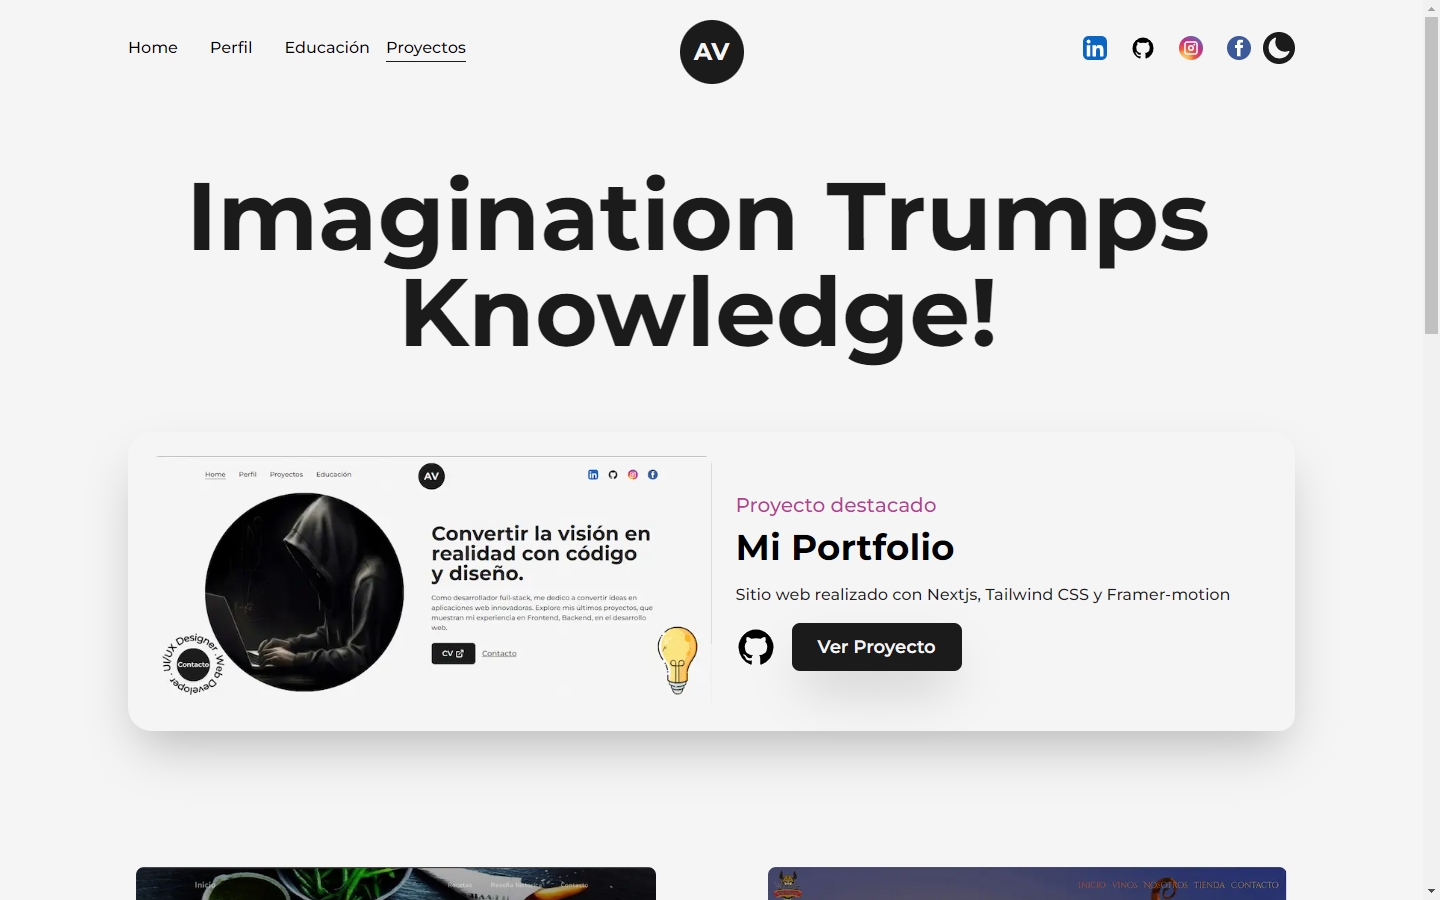 Home Perfil Educación Proyectos
AV
Imagination Trumps
Knowledge!
Home Perfil Proyectos Educación
AV
Convertir la visión en
realidad con código
y diseño.
Como desarrollador full-stack, me dedico a convertir ideas en
aplicaciones web innovadoras. Explore mis últimos proyectos, que
muestran mi experiencia en Frontend, Backend, en el desarrollo
web.
CV Contacto
UI/UX Designer · Web Developer ·
Contacto
Proyecto destacado
Mi Portfolio
Sitio web realizado con Nextjs, Tailwind CSS y Framer-motion
Ver Proyecto
Inicio Recetas Reseña histórica Contacto
INICIO VINOS NOSOTROS TIENDA CONTACTO